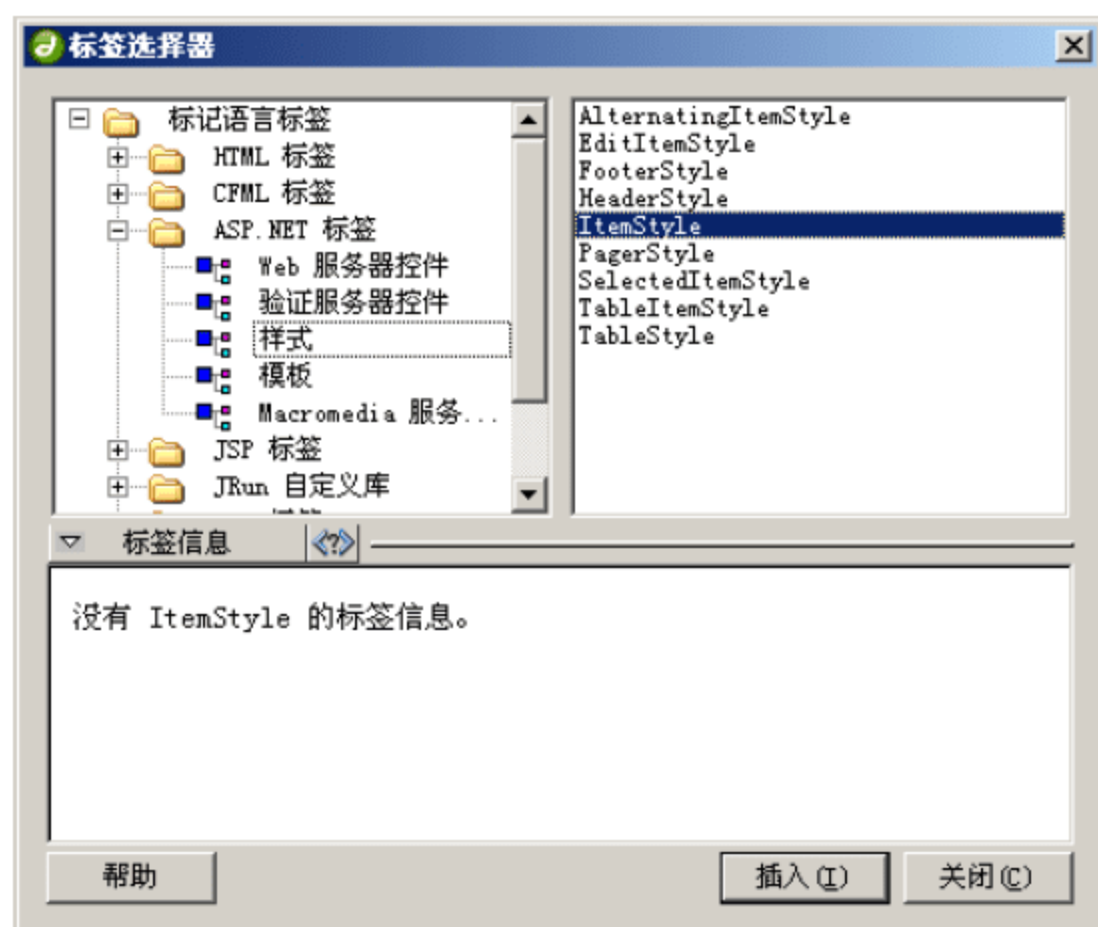 标签选择器
标记语言标签
HTML 标签
CFML 标签
ASP.NET 标签
Web 服务器控件
验证服务器控件
样式
模板
Macromedia 服务...
JSP 标签
JRun 自定义库
AlternatingItemStyle
EditItemStyle
FooterStyle
HeaderStyle
ItemStyle
PagerStyle
SelectedItemStyle
TableItemStyle
TableStyle
标签信息
没有 ItemStyle 的标签信息。
帮助
插入(I)
关闭(C)